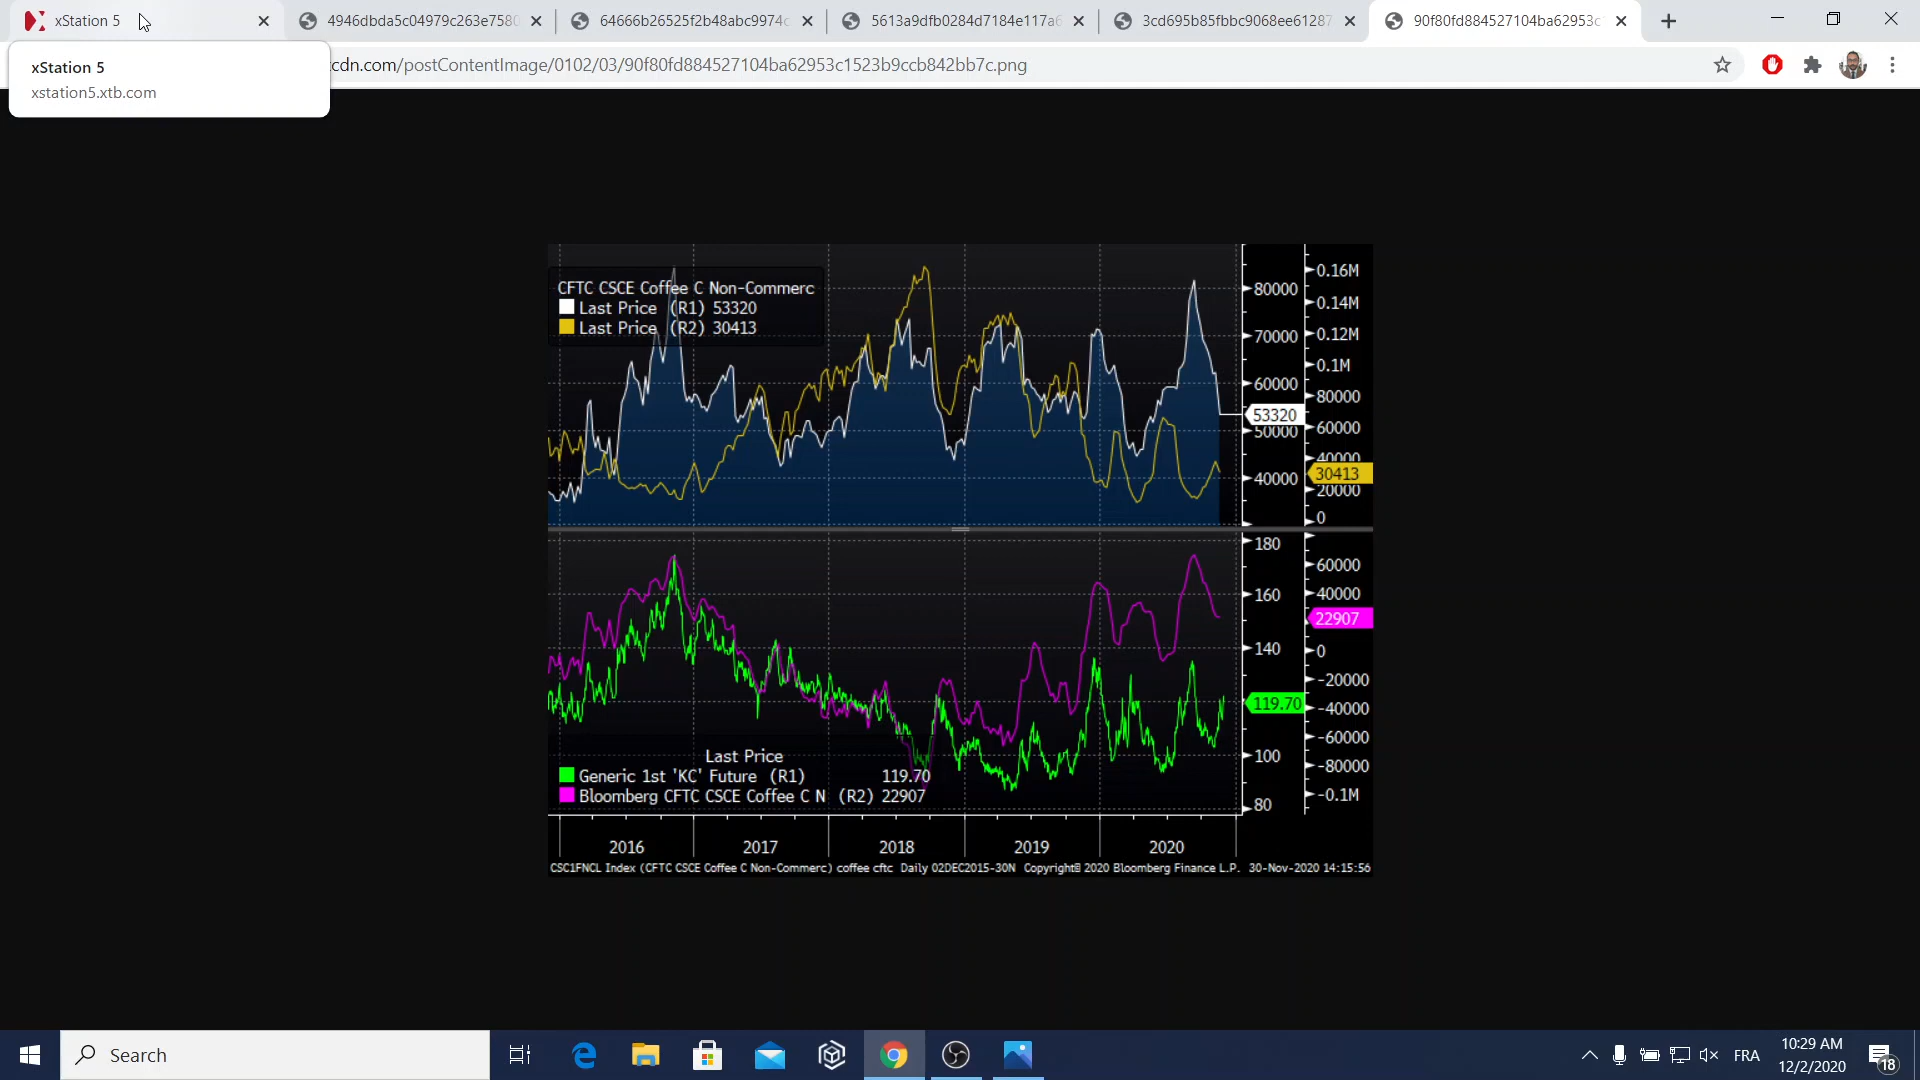 xStation 5
4946dbda5c04979c263e7580
64666b26525f2b48abc9974c
5613a9dfb0284d7184e117a6
3cd695b85fbbc9068ee61287
90f80fd884527104ba62953c
xStation 5
xstation5.xtb.com
cdn.com/postContentImage/0102/03/90f80fd884527104ba62953c1523b9ccb842bb7c.png
CFTC CSCE Coffee C Non-Commerc
Last Price (R1) 53320
Last Price (R2) 30413
80000
70000
60000
53320
50000
40000
0.16M
0.14M
0.12M
0.1M
80000
60000
40000
30413
20000
0
180
160
140
119.70
100
80
60000
40000
22907
0
-20000
-40000
-60000
-80000
-0.1M
Last Price
Generic 1st 'KC' Future (R1) 119.70
Bloomberg CFTC CSCE Coffee C N (R2) 22907
2016 2017 2018 2019 2020
CSC1FNCL Index (CFTC CSCE Coffee C Non-Commerc) coffee cftc Daily 02DEC2015-30N Copyright© 2020 Bloomberg Finance L.P. 30-Nov-2020 14:15:56
Search
FRA
10:29 AM
12/2/2020
18